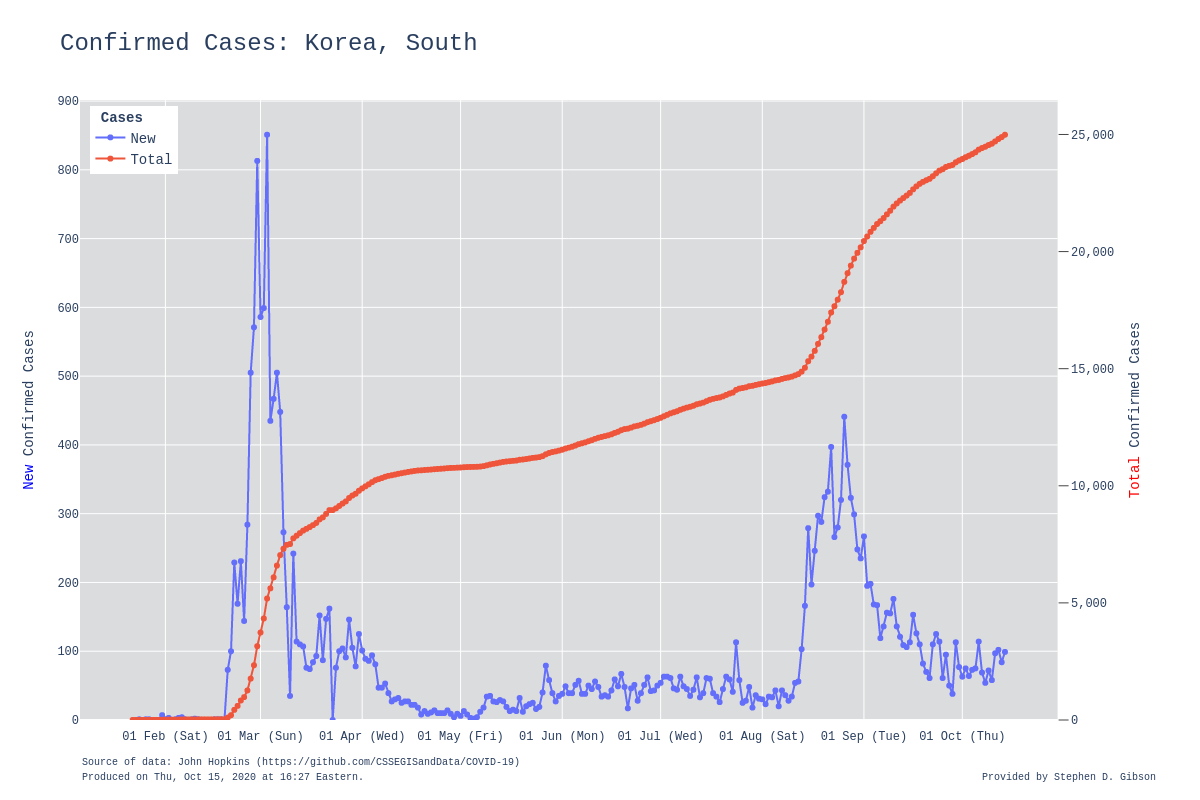 Confirmed Cases: Korea, South
Cases
New
Total
900
800
700
600
500
400
300
200
100
0
New Confirmed Cases
25,000
20,000
15,000
10,000
5,000
0
Total Confirmed Cases
01 Feb (Sat) 01 Mar (Sun) 01 Apr (Wed) 01 May (Fri) 01 Jun (Mon) 01 Jul (Wed) 01 Aug (Sat) 01 Sep (Tue) 01 Oct (Thu)
Source of data: John Hopkins (https://github.com/CSSEGISandData/COVID-19)
Produced on Thu, Oct 15, 2020 at 16:27 Eastern.
Provided by Stephen D. Gibson